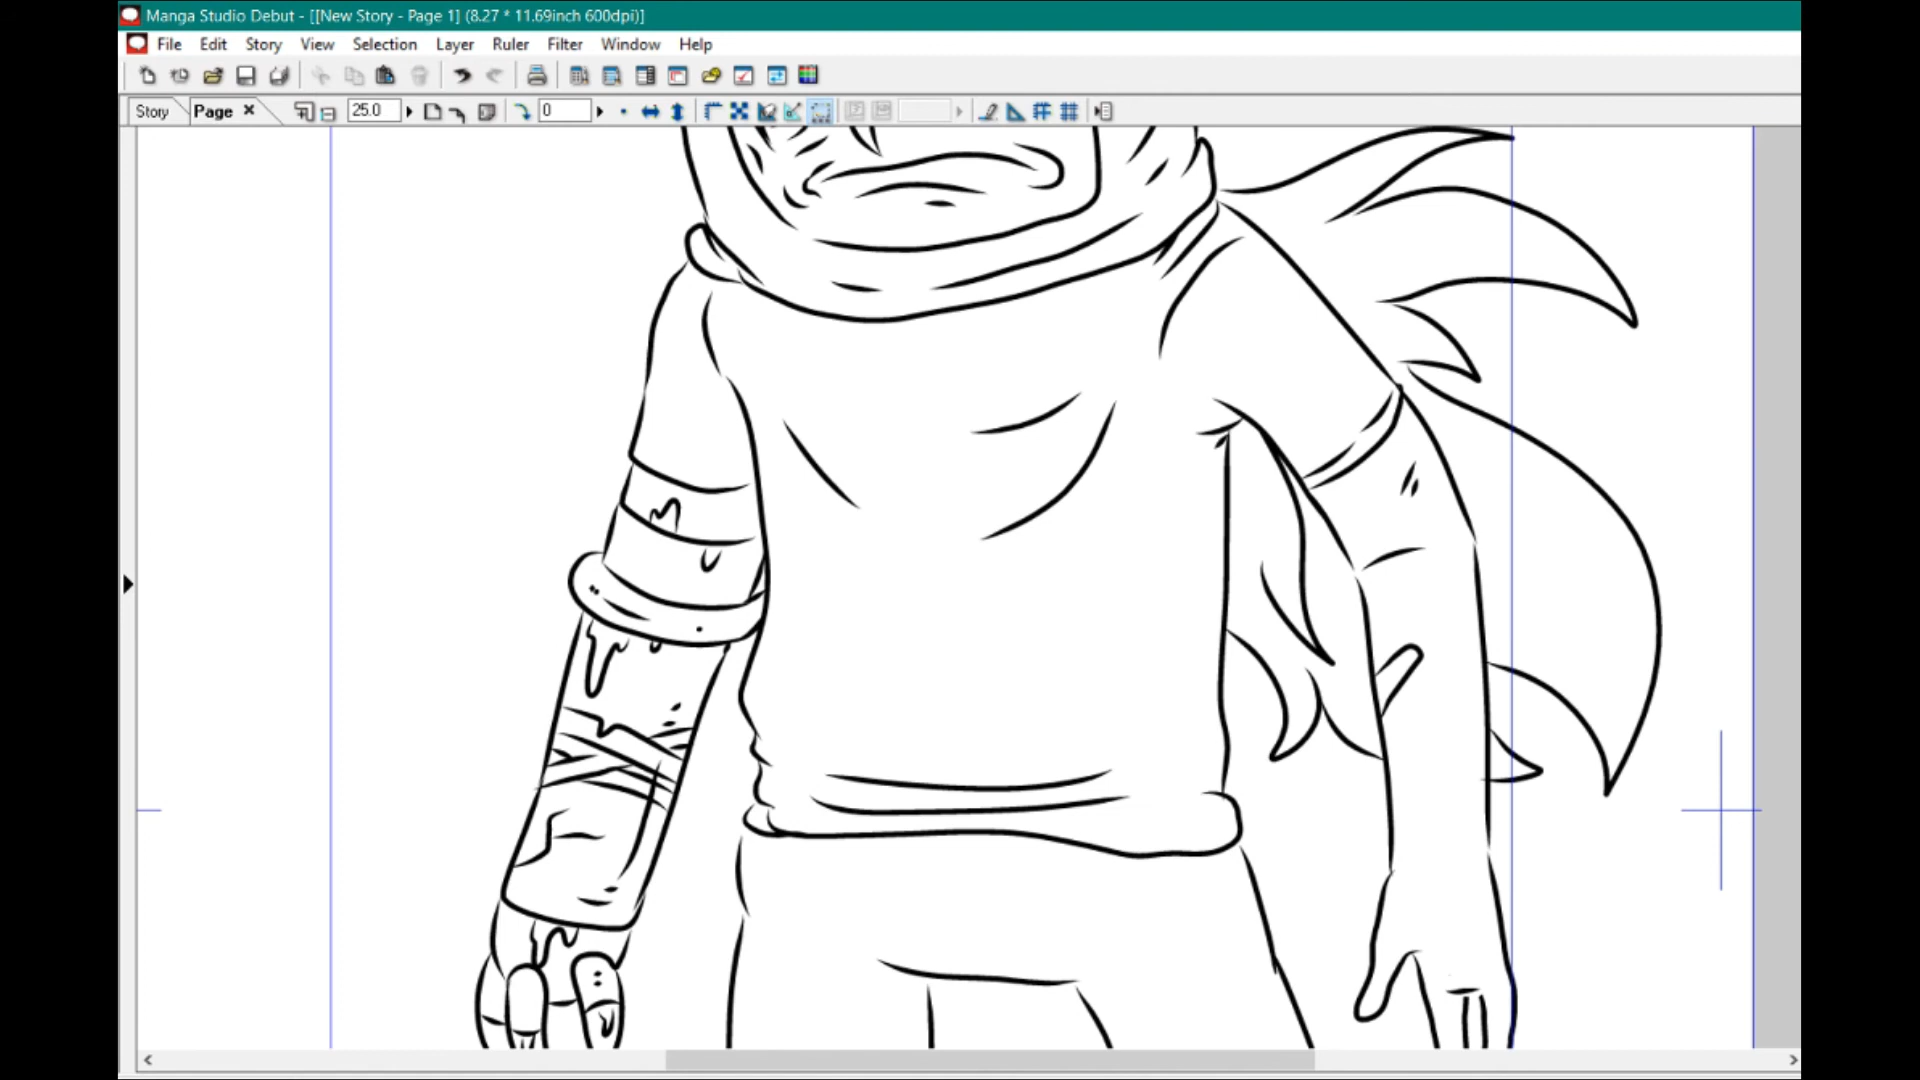 Manga Studio Debut - [[New Story - Page 1] (8.27 * 11.69inch 600dpi)]
File Edit Story View Selection Layer Ruler Filter Window Help
Story Page 25.0 0